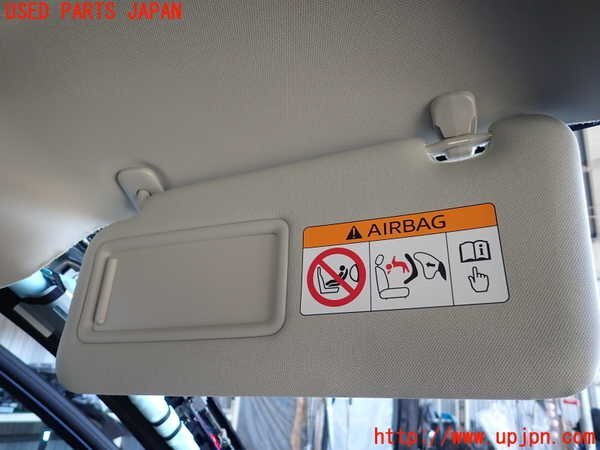 USED PARTS JAPAN
AIRBAG
http://www.upjpn.com/